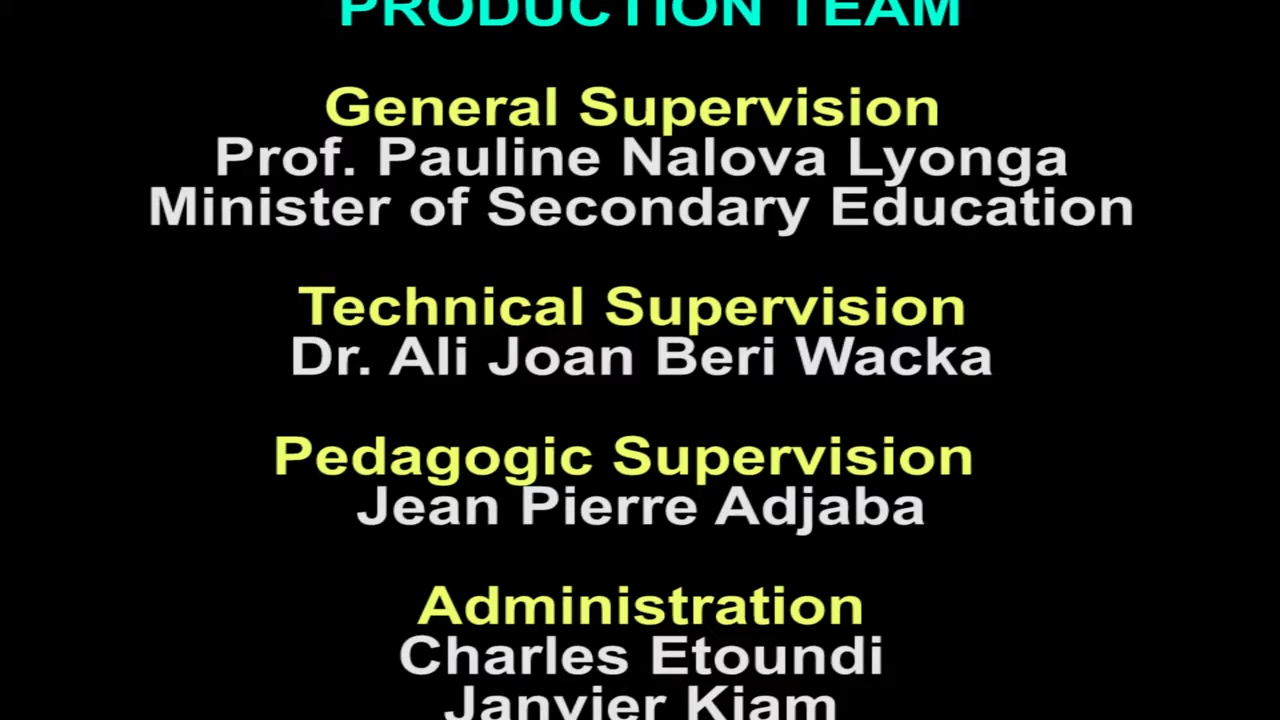 PRODUCTION TEAM
General Supervision
Prof. Pauline Nalova Lyonga
Minister of Secondary Education
Technical Supervision
Dr. Ali Joan Beri Wacka
Pedagogic Supervision
Jean Pierre Adjaba
Administration
Charles Etoundi
Janvier Kiam